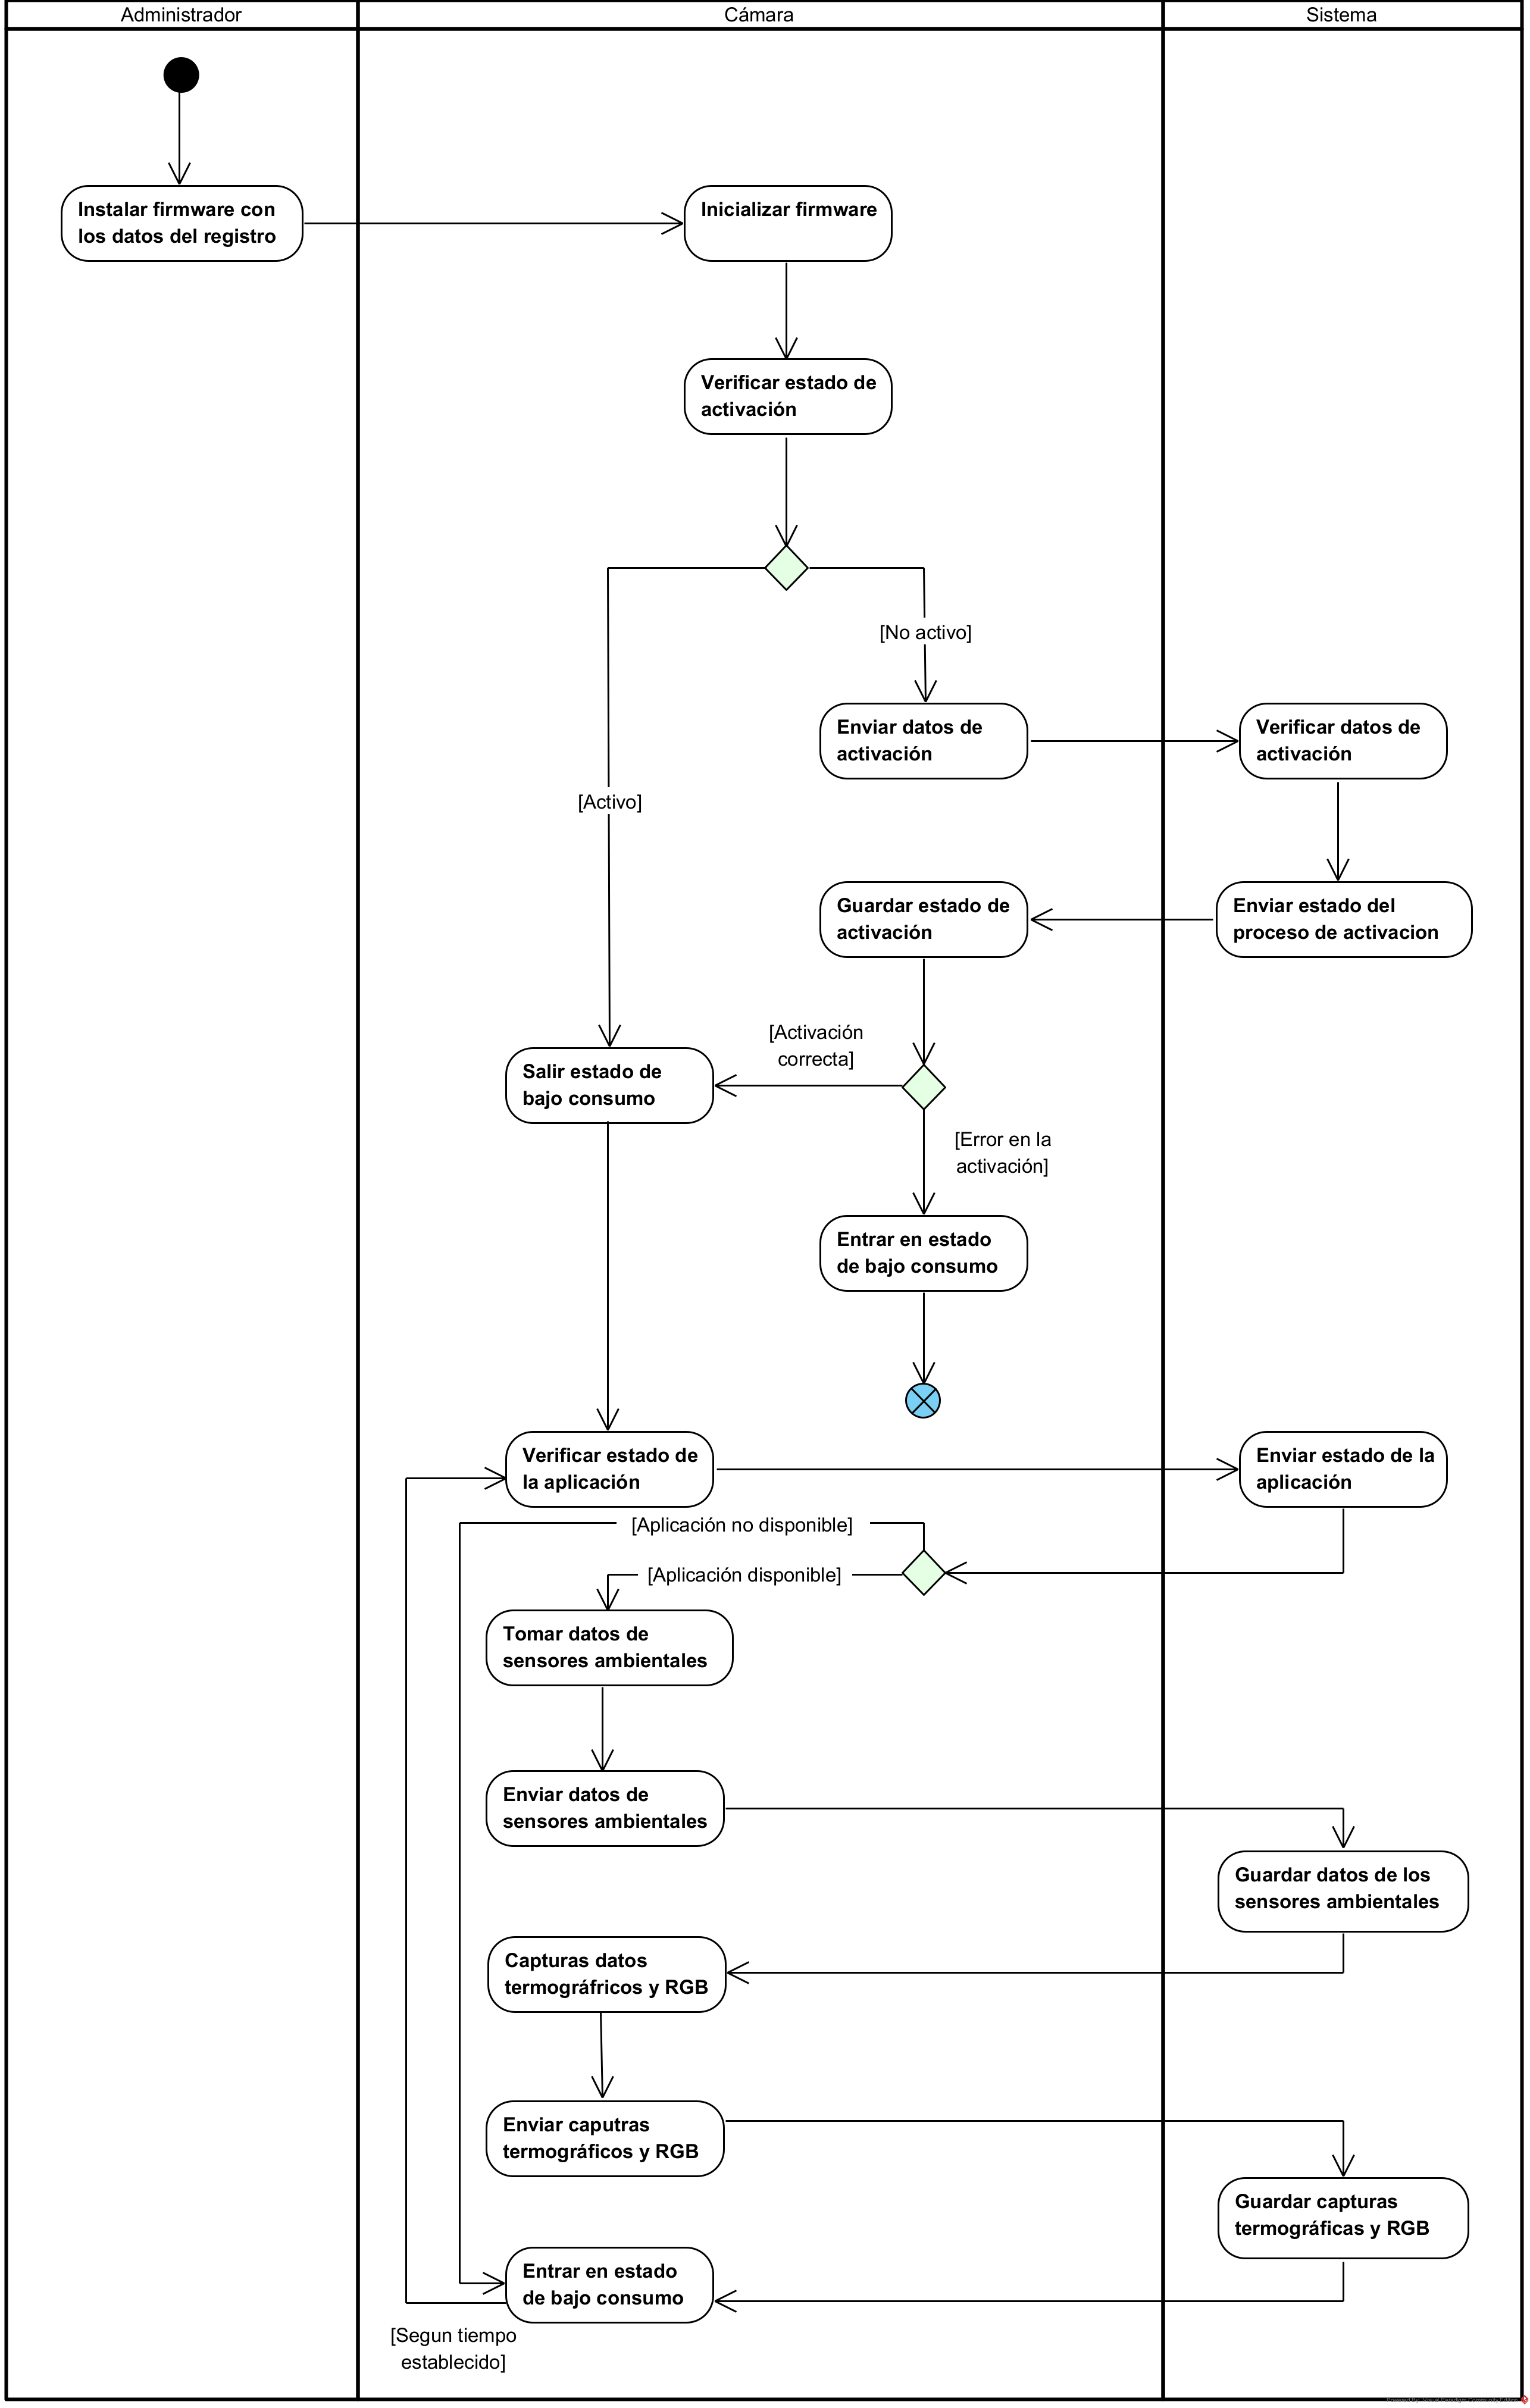 Administrador
Cámara
Sistema
Instalar firmware con
los datos del registro
Inicializar firmware
Verificar estado de
activación
[No activo]
Enviar datos de
activación
Verificar datos de
activación
[Activo]
Guardar estado de
activación
Enviar estado del
proceso de activacion
[Activación
correcta]
Salir estado de
bajo consumo
[Error en la
activación]
Entrar en estado
de bajo consumo
Verificar estado de
la aplicación
Enviar estado de la
aplicación
[Aplicación no disponible]
[Aplicación disponible]
Tomar datos de
sensores ambientales
Enviar datos de
sensores ambientales
Guardar datos de los
sensores ambientales
Capturas datos
termográfricos y RGB
Enviar caputras
termográficos y RGB
Guardar capturas
termográficas y RGB
Entrar en estado
de bajo consumo
[Segun tiempo
establecido]